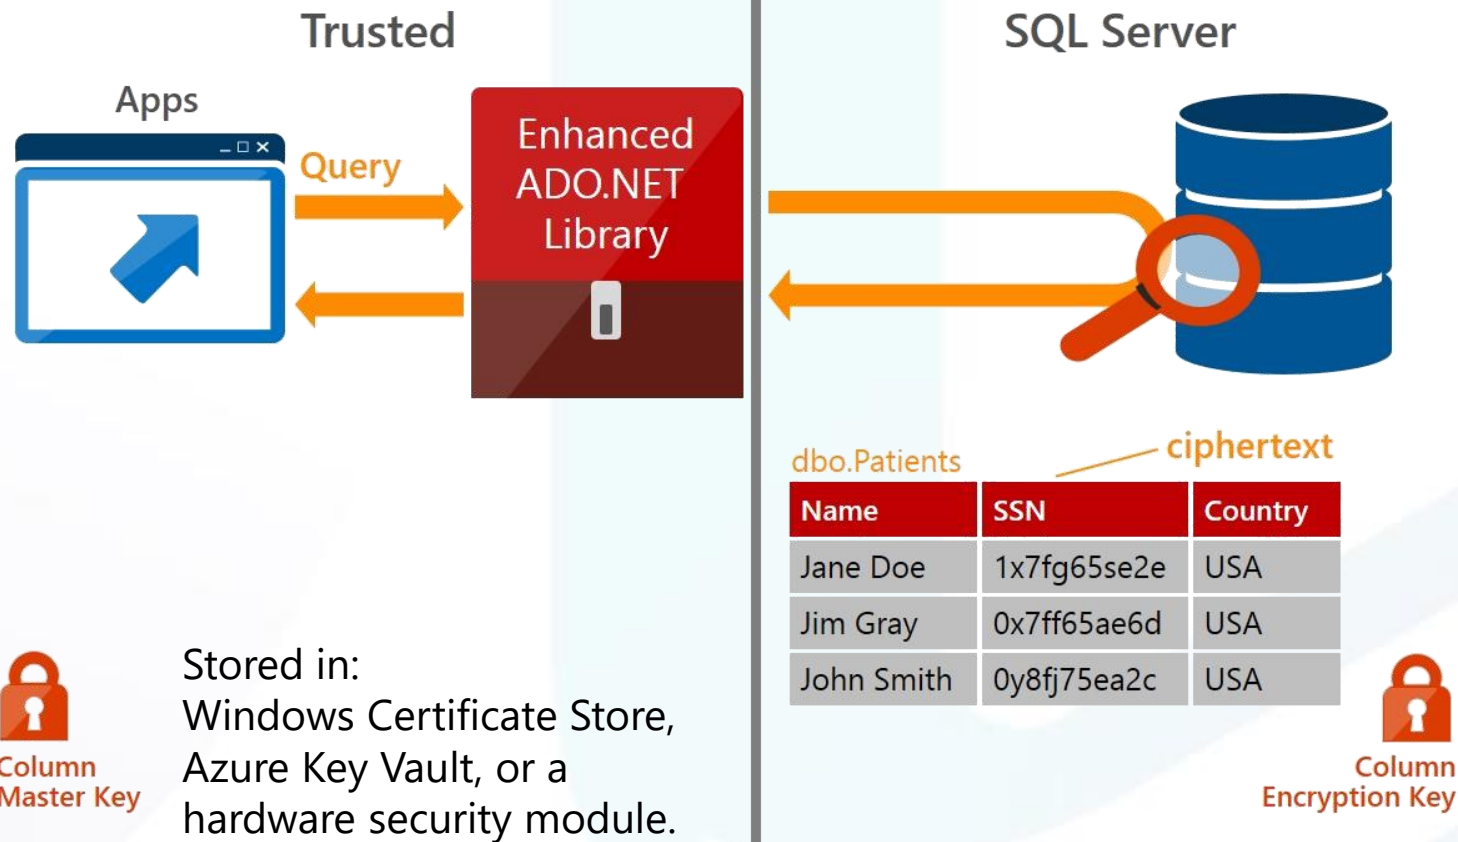 Trusted
Apps
Query
Enhanced
ADO.NET
Library
Stored in:
Windows Certificate Store,
Azure Key Vault, or a
hardware security module.
Column
Master Key
SQL Server
dbo.Patients
ciphertext
Name SSN Country
Jane Doe 1x7fg65se2e USA
Jim Gray 0x7ff65ae6d USA
John Smith 0y8fj75ea2c USA
Column
Encryption Key